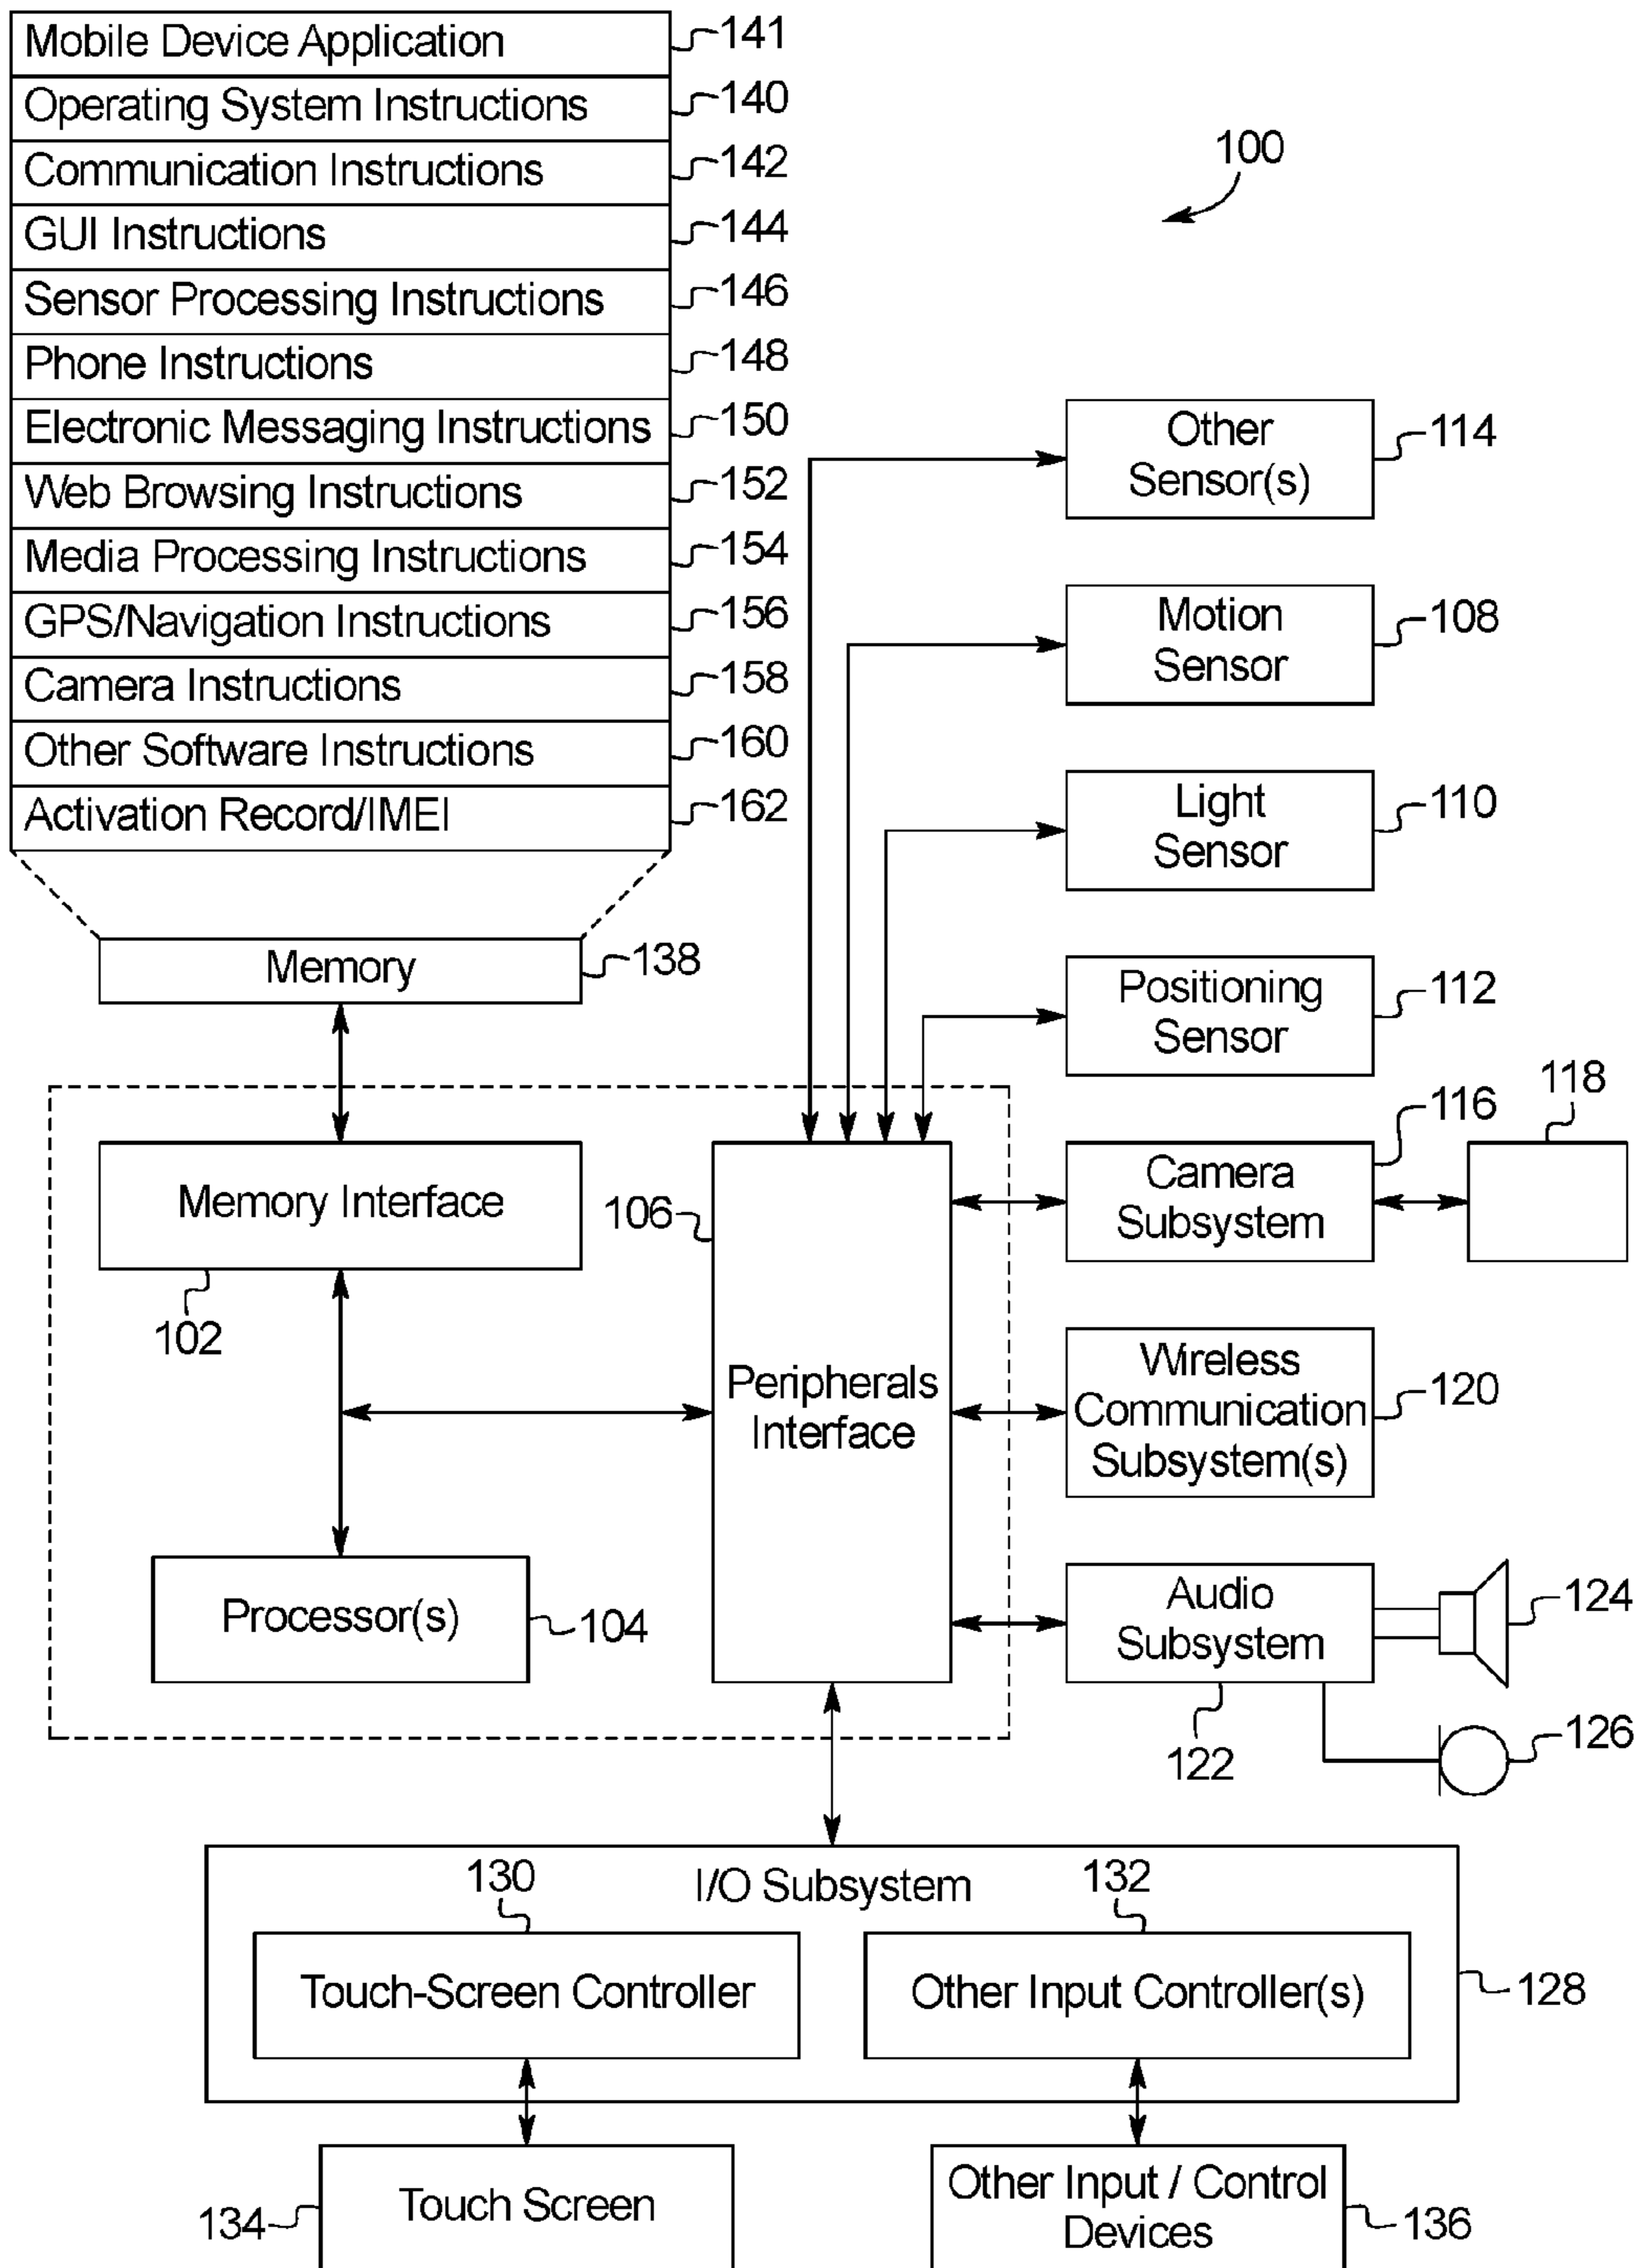 Mobile Device Application
141
Operating System Instructions
140
Communication Instructions
142
GUI Instructions
144
Sensor Processing Instructions
146
Phone Instructions
148
Electronic Messaging Instructions
150
Web Browsing Instructions
152
Media Processing Instructions
154
GPS/Navigation Instructions
156
Camera Instructions
158
Other Software Instructions
160
Activation Record/IMEI
162
100
Memory
138
Other
Sensor(s)
114
Motion
Sensor
108
Light
Sensor
110
Positioning
Sensor
112
Memory Interface
102
106
Peripherals
Interface
Processor(s)
104
Camera
Subsystem
116
118
Wireless
Communication
Subsystem(s)
120
Audio
Subsystem
122
124
126
I/O Subsystem
128
130
Touch-Screen Controller
132
Other Input Controller(s)
134
Touch Screen
Other Input / Control
Devices
136